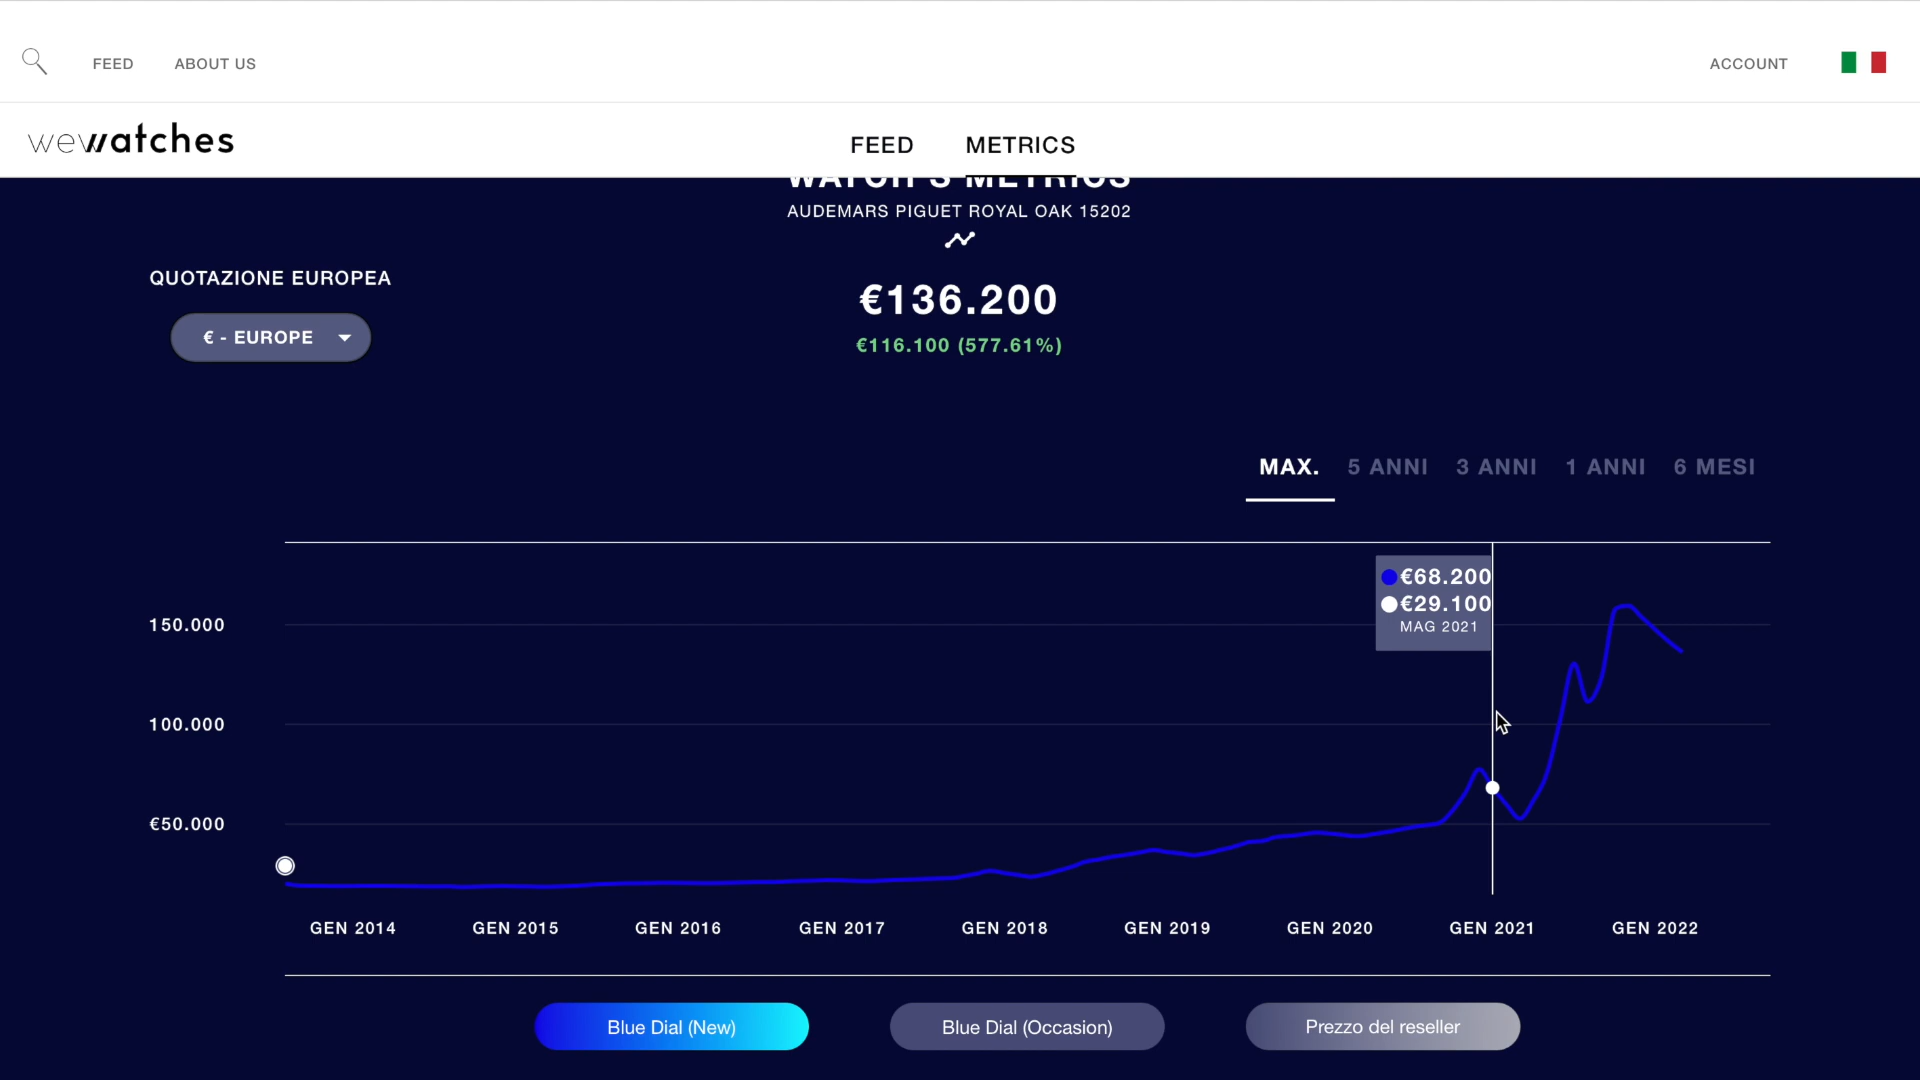 FEED
ABOUT US
ACCOUNT
wewatches
FEED
METRICS
WATCH'S METRICS
AUDEMARS PIGUET ROYAL OAK 15202
QUOTAZIONE EUROPEA
€ - EUROPE
€136.200
€116.100 (577.61%)
MAX.
5 ANNI
3 ANNI
1 ANNI
6 MESI
€68.200
€29.100
MAG 2021
150.000
100.000
€50.000
GEN 2014
GEN 2015
GEN 2016
GEN 2017
GEN 2018
GEN 2019
GEN 2020
GEN 2021
GEN 2022
Blue Dial (New)
Blue Dial (Occasion)
Prezzo del reseller